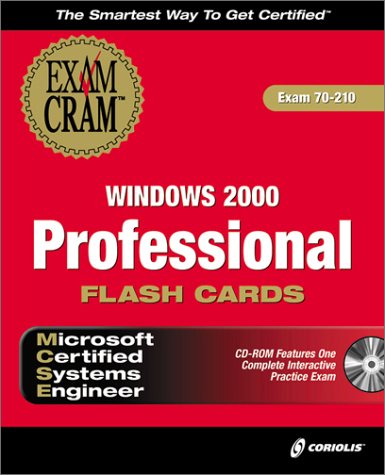 The Smartest Way To Get Certified™
EXAM
CRAM™
Exam 70-210
WINDOWS 2000
Professional
FLASH CARDS
Microsoft
Certified
Systems
Engineer
CD-ROM Features One
Complete Interactive
Practice Exam
CORIOLIS™